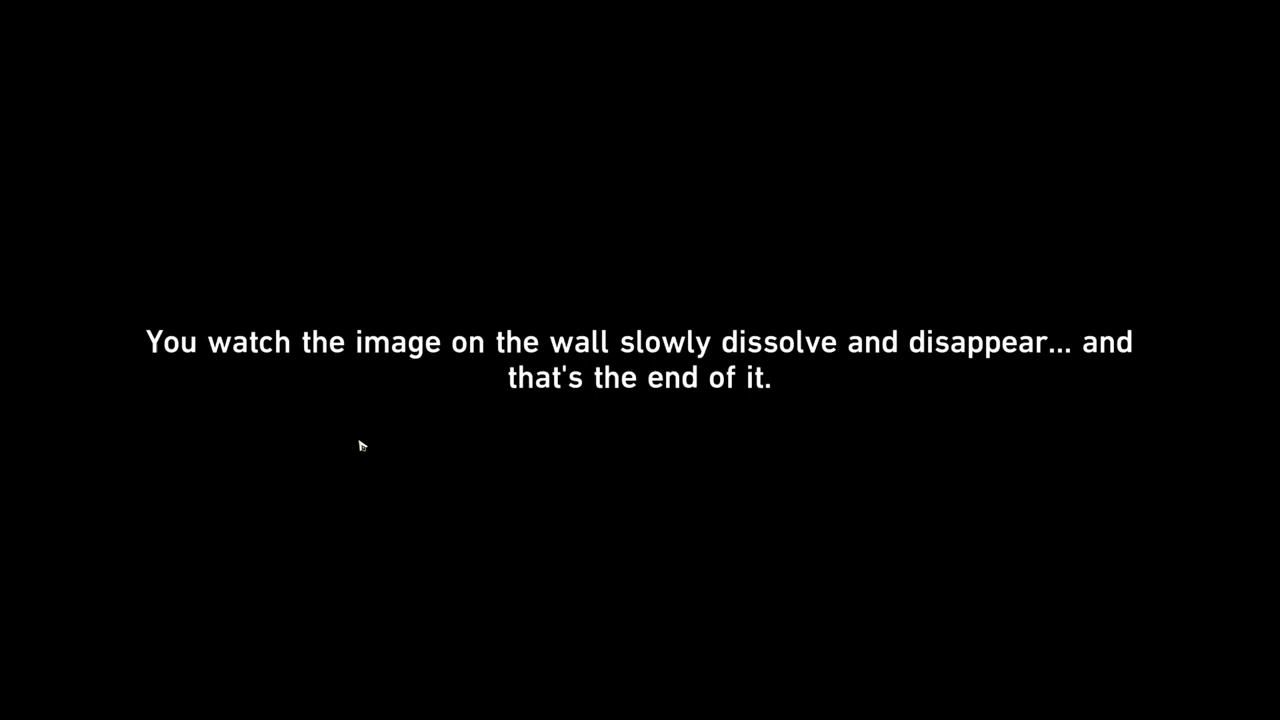 You watch the image on the wall slowly dissolve and disappear... and
that's the end of it.